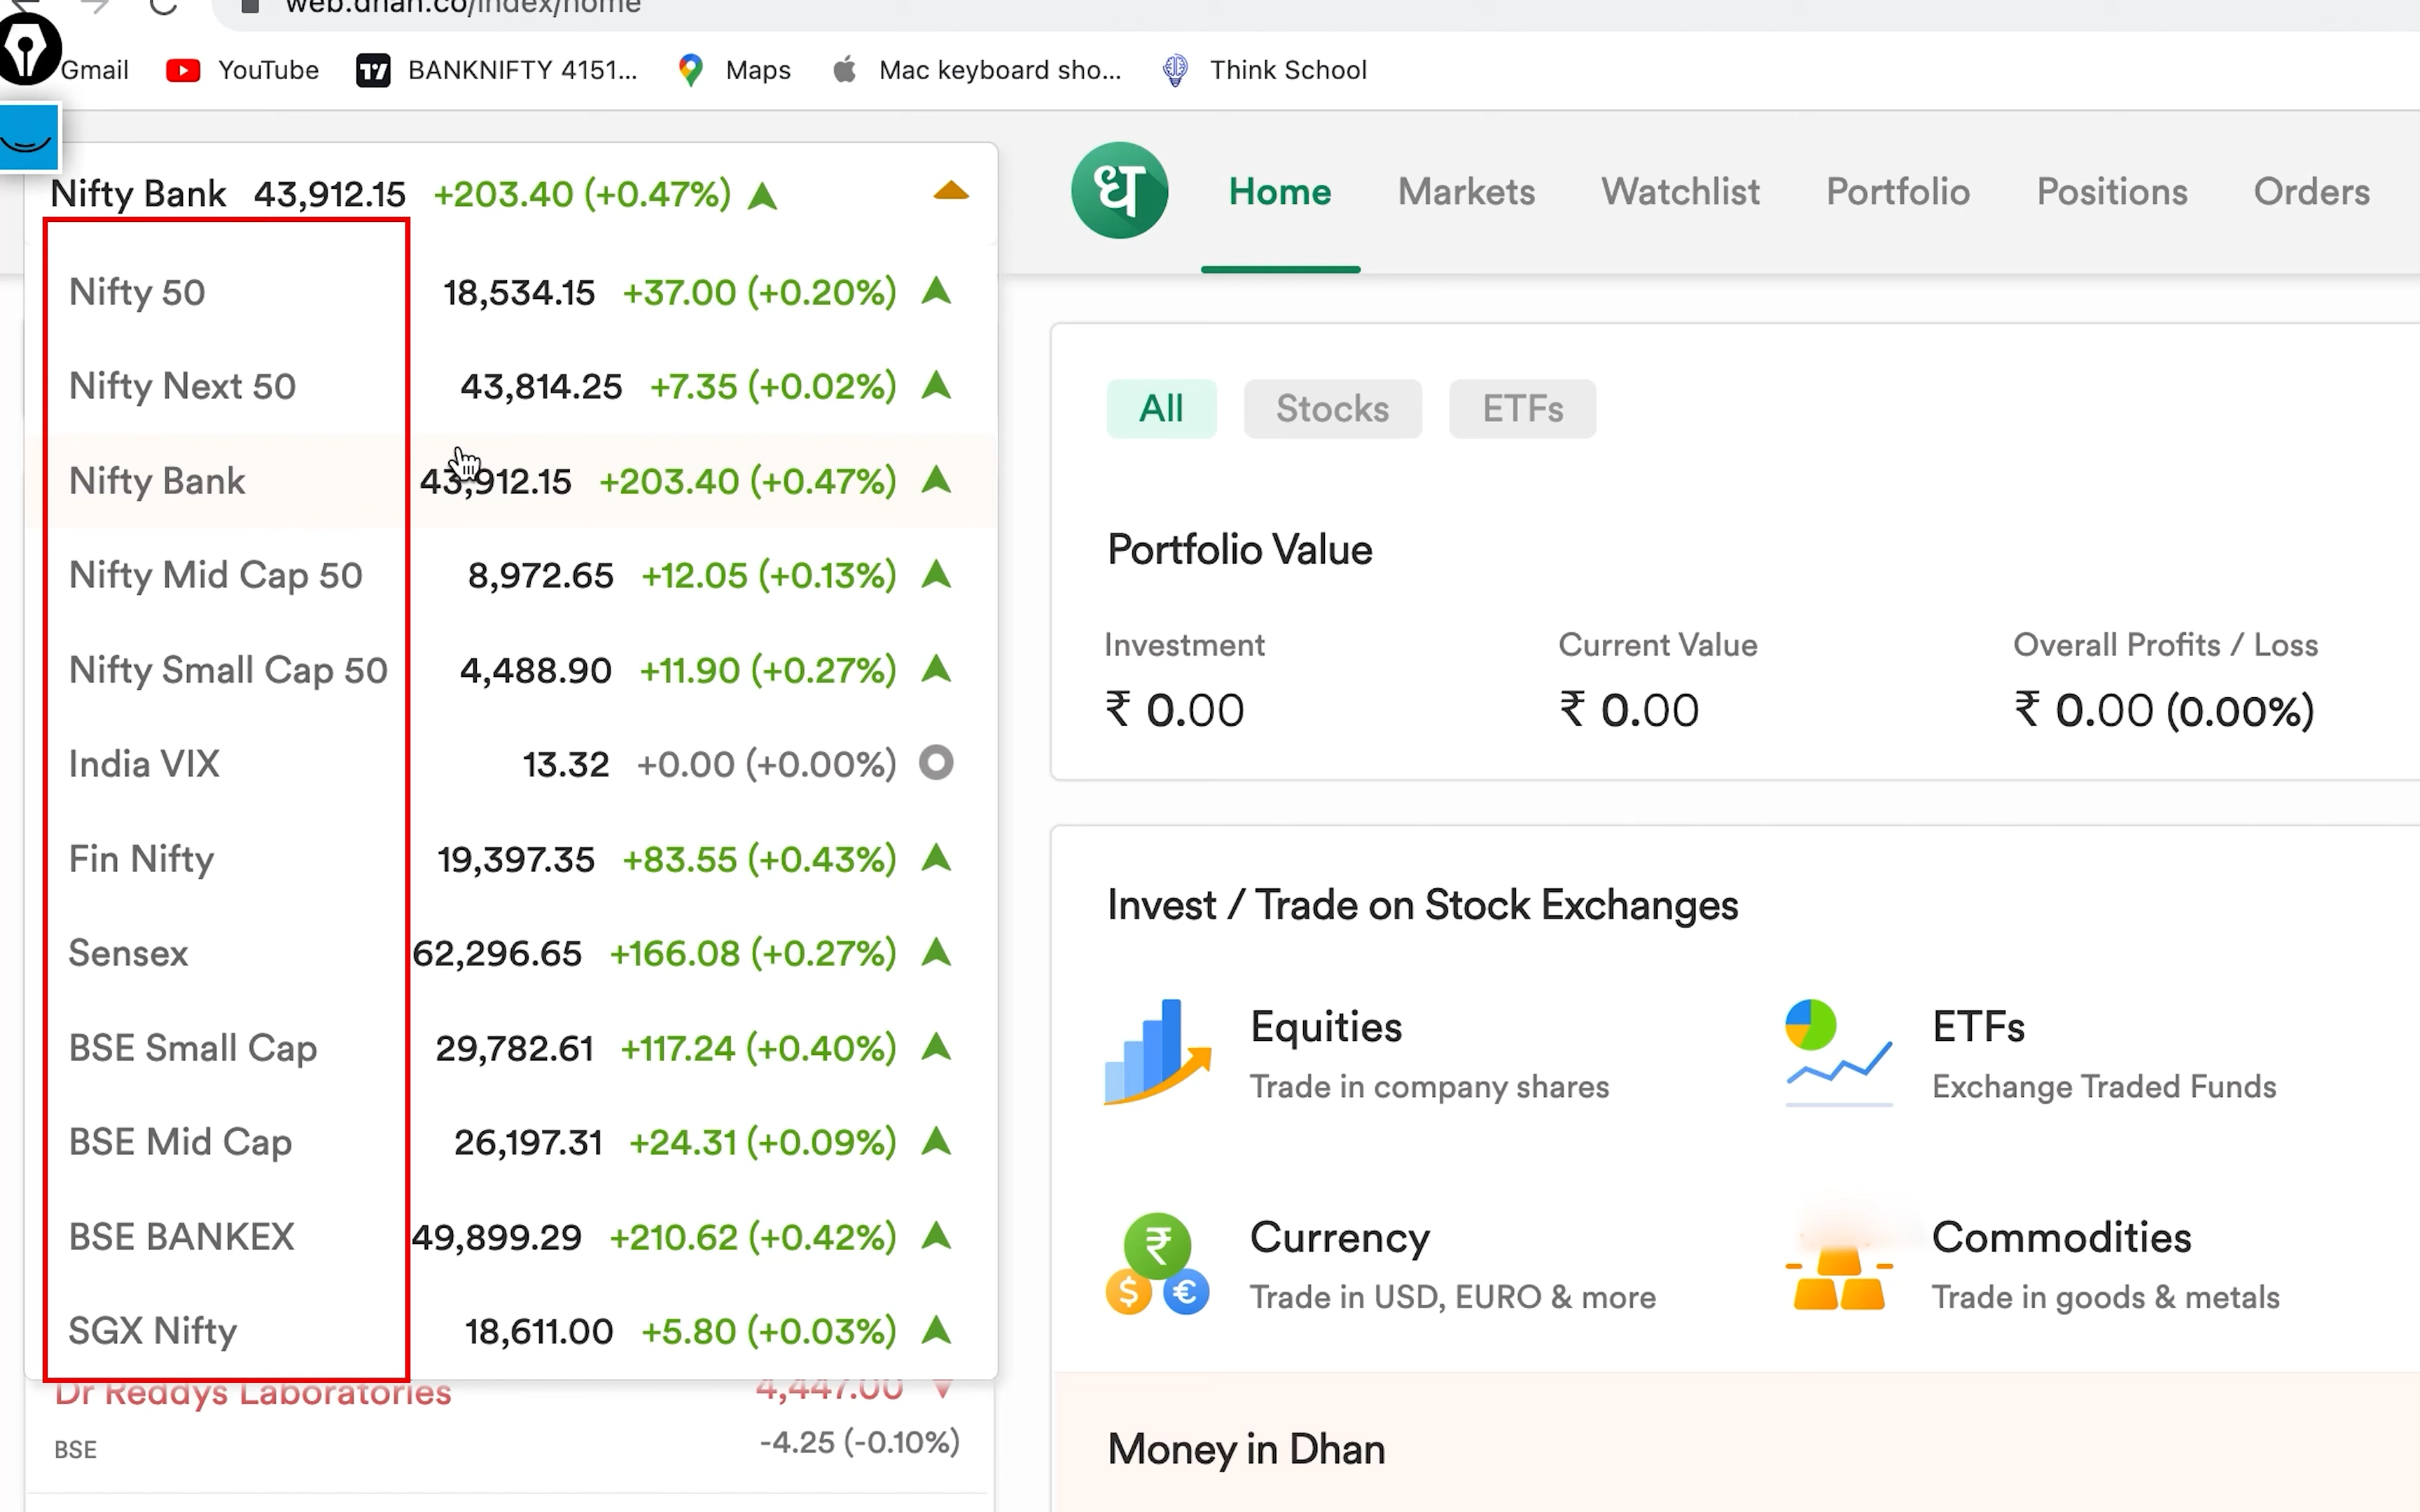 web.dhan.co/index/home
Gmail YouTube BANKNIFTY 4151... Maps Mac keyboard sho... Think School
Nifty Bank 43,912.15 +203.40 (+0.47%)
Nifty 50 18,534.15 +37.00 (+0.20%)
Nifty Next 50 43,814.25 +7.35 (+0.02%)
Nifty Bank 43,912.15 +203.40 (+0.47%)
Nifty Mid Cap 50 8,972.65 +12.05 (+0.13%)
Nifty Small Cap 50 4,488.90 +11.90 (+0.27%)
India VIX 13.32 +0.00 (+0.00%)
Fin Nifty 19,397.35 +83.55 (+0.43%)
Sensex 62,296.65 +166.08 (+0.27%)
BSE Small Cap 29,782.61 +117.24 (+0.40%)
BSE Mid Cap 26,197.31 +24.31 (+0.09%)
BSE BANKEX 49,899.29 +210.62 (+0.42%)
SGX Nifty 18,611.00 +5.80 (+0.03%)
Dr Reddys Laboratories 4,447.00
BSE -4.25 (-0.10%)
ध Home Markets Watchlist Portfolio Positions Orders
All Stocks ETFs
Portfolio Value
Investment Current Value Overall Profits / Loss
₹ 0.00 ₹ 0.00 ₹ 0.00 (0.00%)
Invest / Trade on Stock Exchanges
Equities ETFs
Trade in company shares Exchange Traded Funds
Currency Commodities
Trade in USD, EURO & more Trade in goods & metals
Money in Dhan